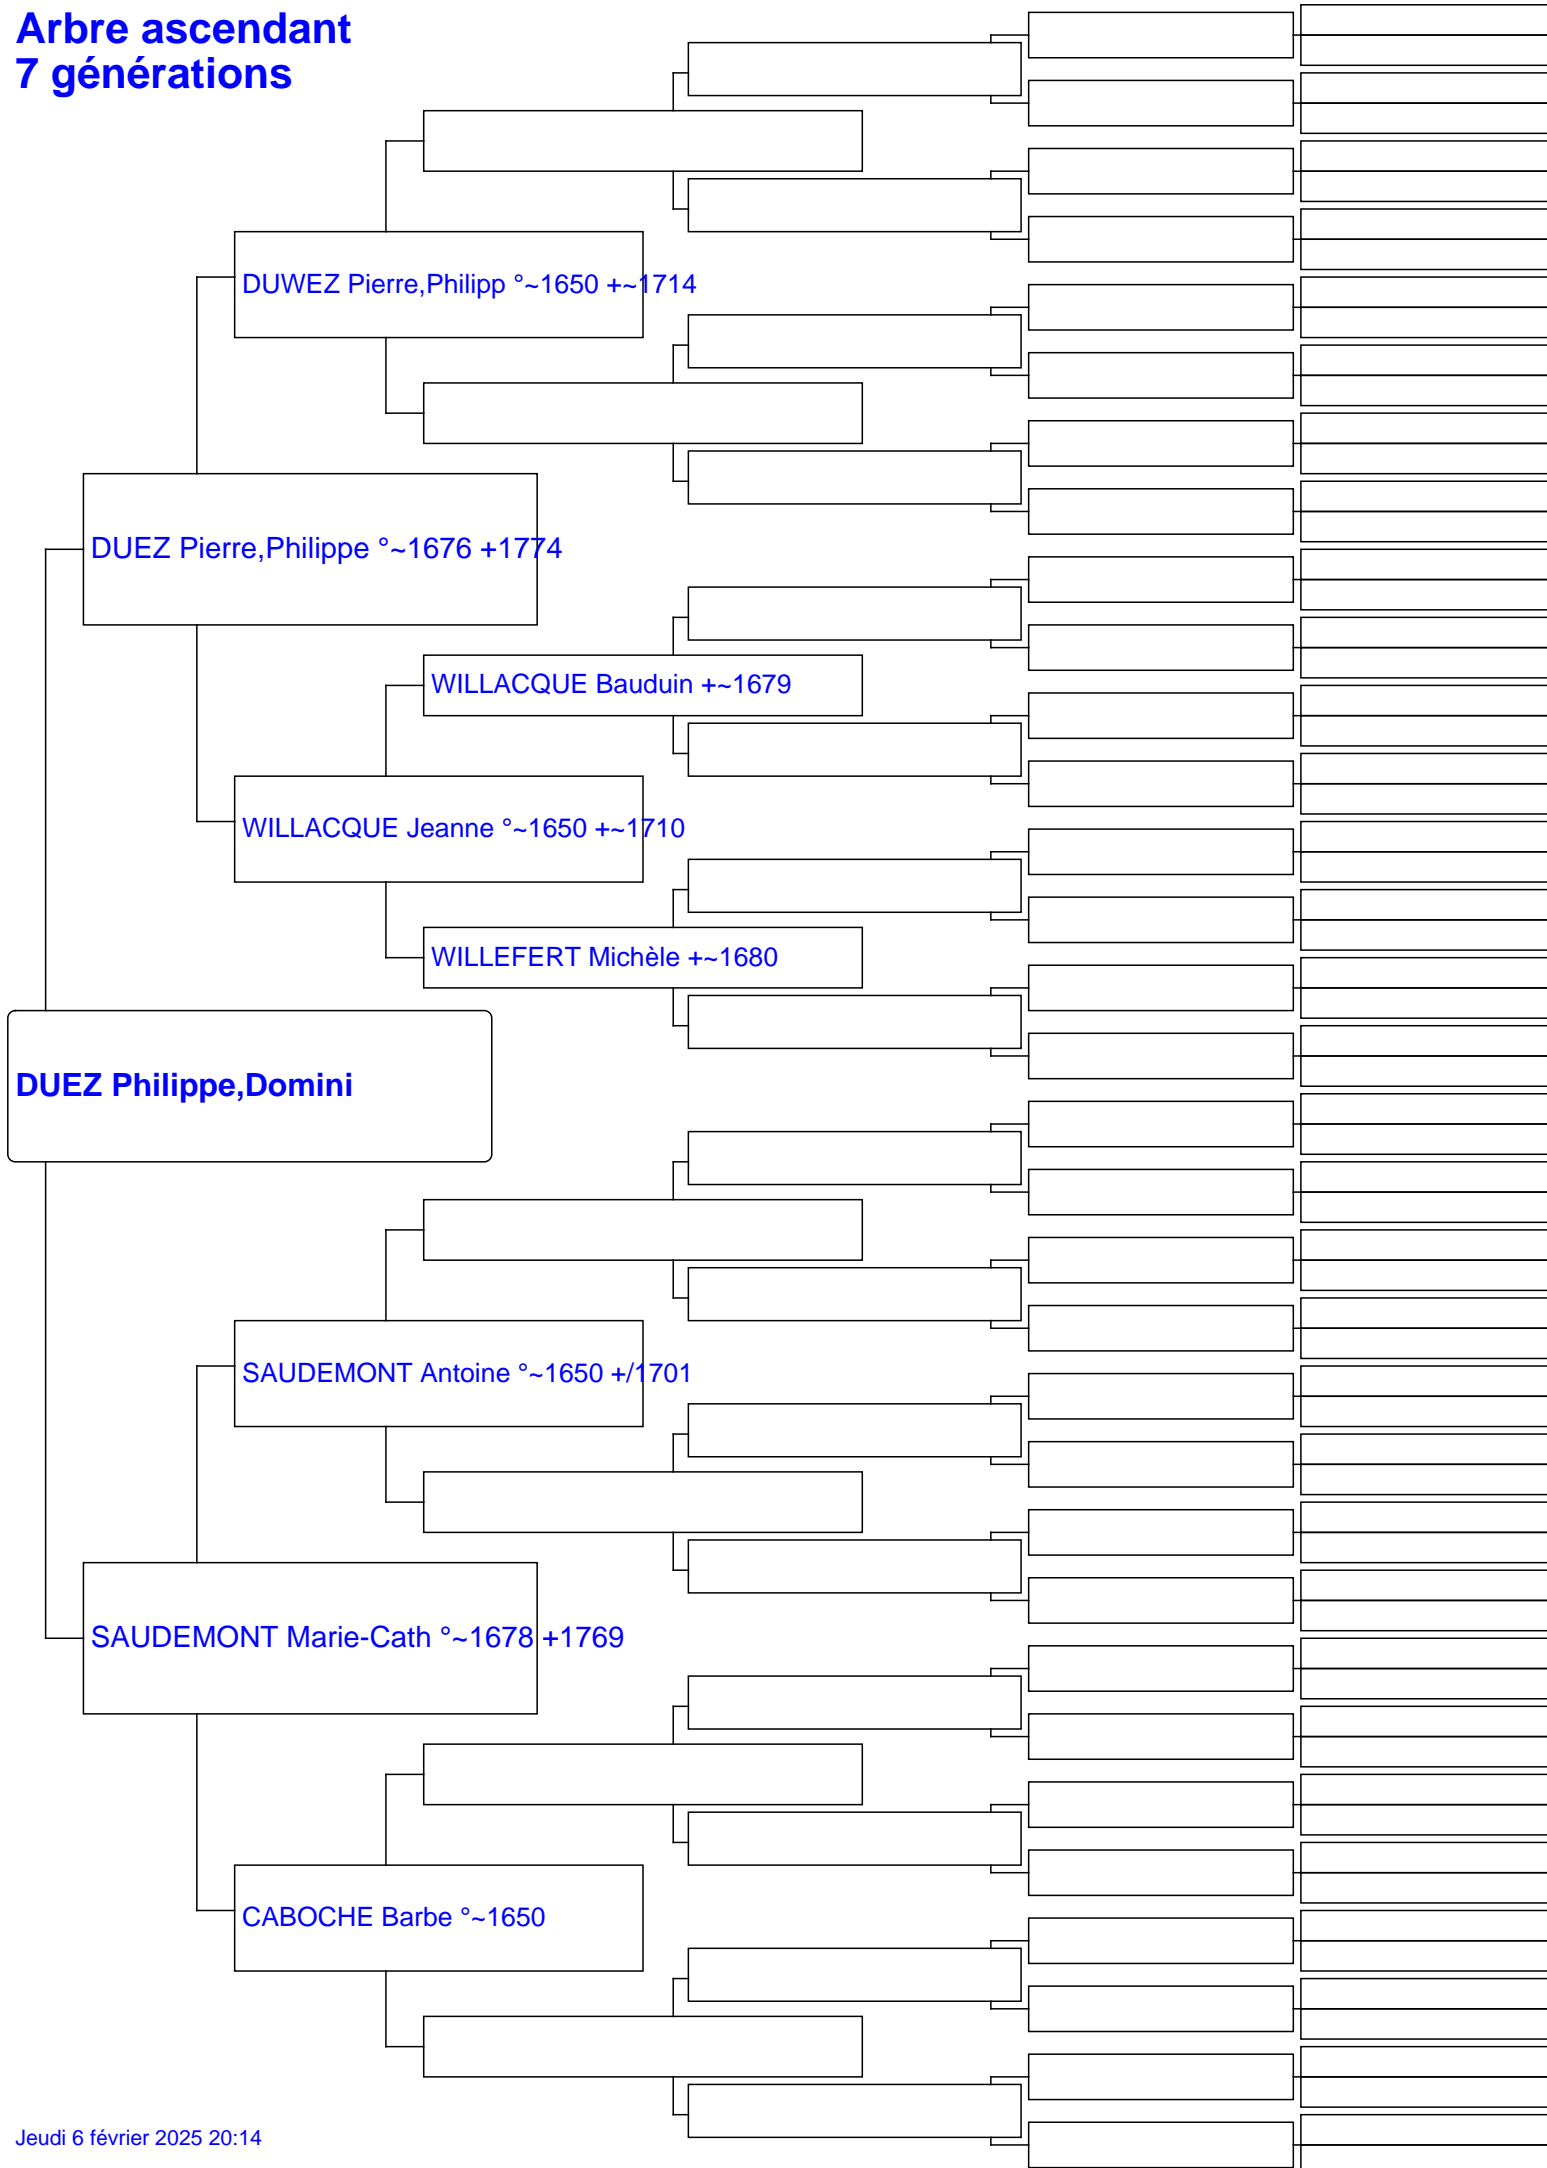 Arbre ascendant
7 générations
DUWEZ Pierre,Philipp °~1650 +~1714
DUEZ Pierre,Philippe °~1676 +1774
WILLACQUE Bauduin +~1679
WILLACQUE Jeanne °~1650 +~1710
WILLEFERT Michèle +~1680
DUEZ Philippe,Domini
SAUDEMONT Antoine °~1650 +/1701
SAUDEMONT Marie-Cath °~1678 +1769
CABOCHE Barbe °~1650
Jeudi 6 février 2025 20:14